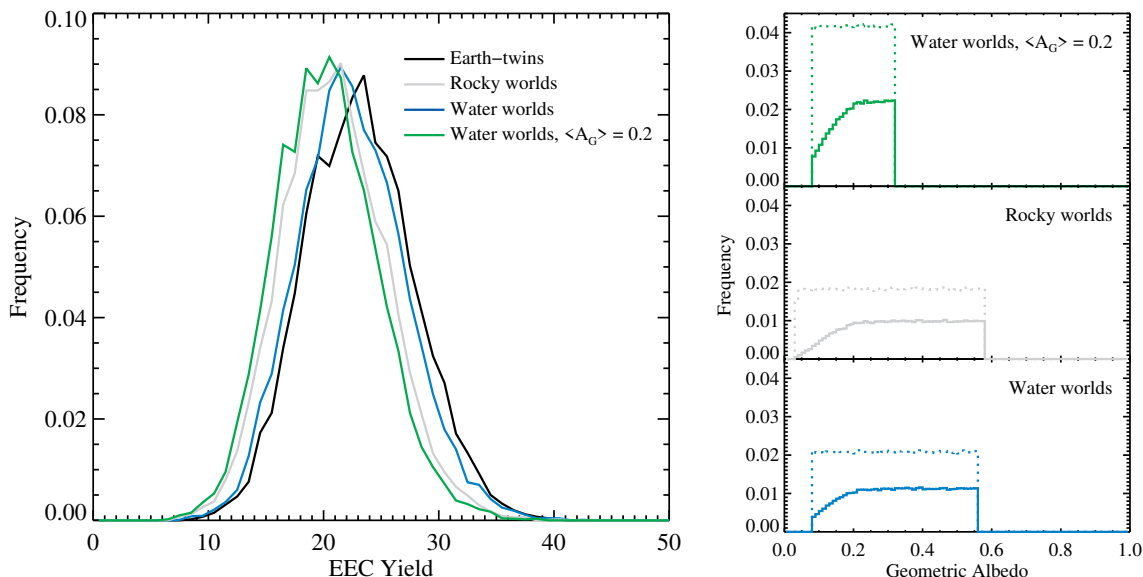 0.10
0.08
0.06
0.04
0.02
0.00
Frequency
0 10 20 30 40 50
EEC Yield
Earth-twins
Rocky worlds
Water worlds
Water worlds, <A_G> = 0.2
0.04
0.03
0.02
0.01
0.00
Water worlds, <A_G> = 0.2
0.04
0.03
0.02
0.01
0.00
Rocky worlds
Frequency
0.04
0.03
0.02
0.01
0.00
Water worlds
0.0 0.2 0.4 0.6 0.8 1.0
Geometric Albedo